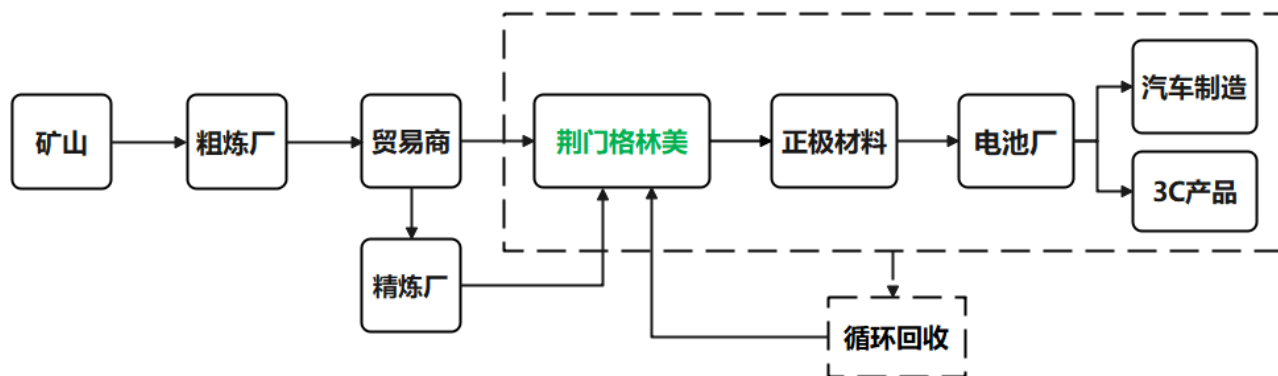 矿山
粗炼厂
贸易商
荆门格林美
正极材料
电池厂
汽车制造
3C产品
精炼厂
循环回收